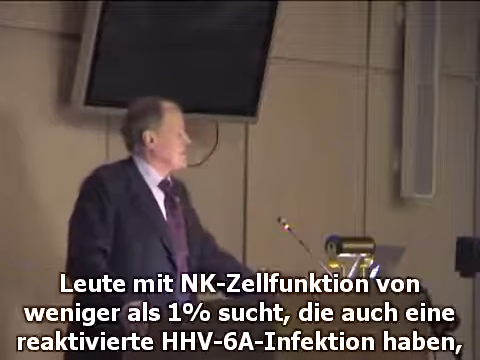 Leute mit NK-Zellfunktion von
weniger als 1% sucht, die auch eine
reaktivierte HHV-6A-Infektion haben,